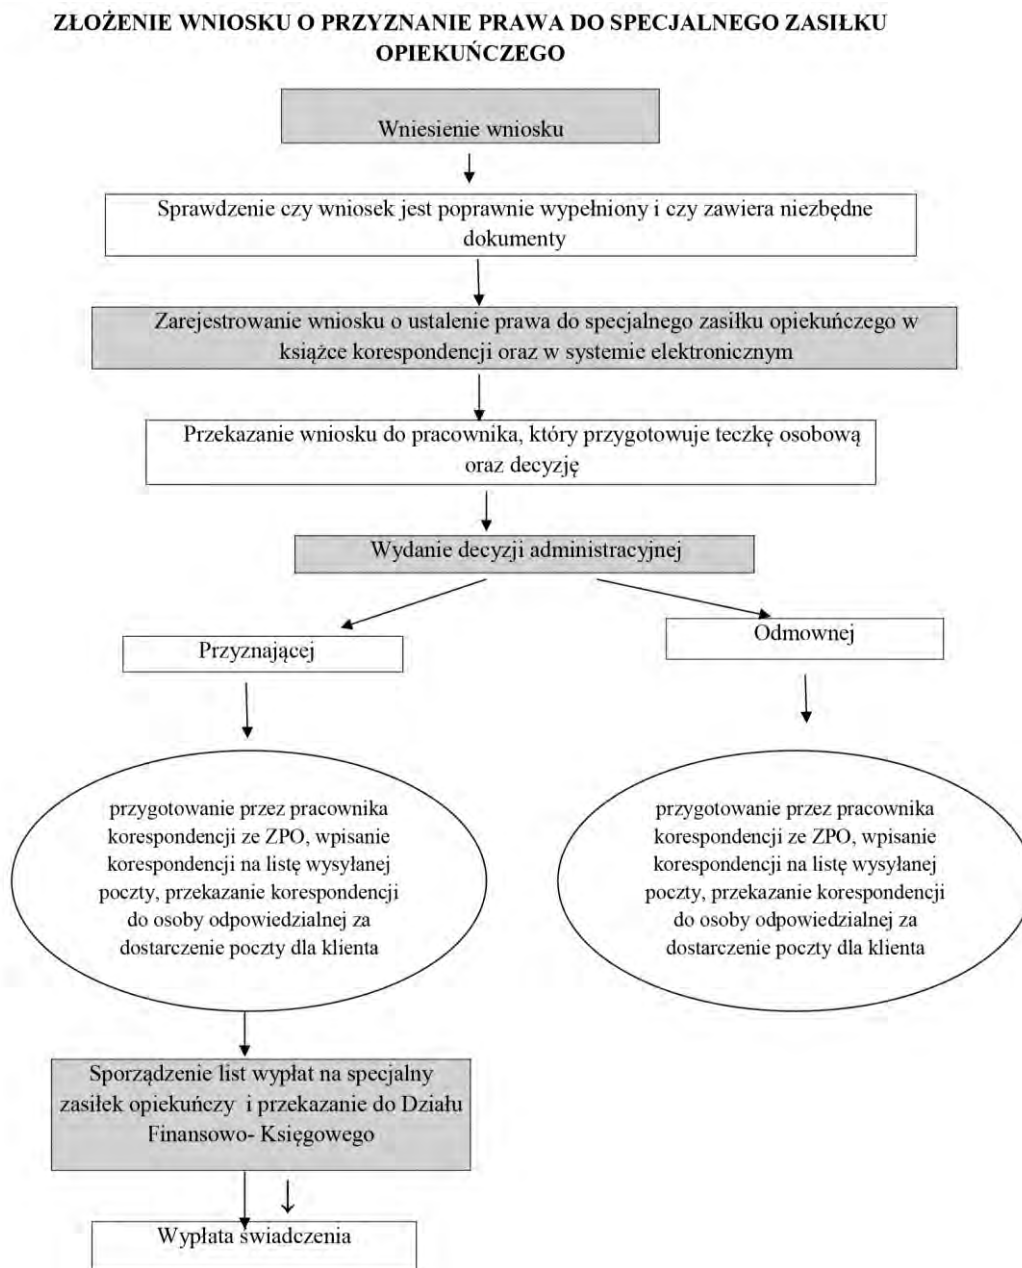 ZŁOŻENIE WNIOSKU O PRZYZNANIE PRAWA DO SPECJALNEGO ZASIŁKU
OPIEKUŃCZEGO
Wniesienie wniosku
Sprawdzenie czy wniosek jest poprawnie wypełniony i czy zawiera niezbędne
dokumenty
Zarejestrowanie wniosku o ustalenie prawa do specjalnego zasiłku opiekuńczego w
książce korespondencji oraz w systemie elektronicznym
Przekazanie wniosku do pracownika, który przygotowuje teczkę osobową
oraz decyzję
Wydanie decyzji administracyjnej
Przyznającej
Odmownej
przygotowanie przez pracownika
korespondencji ze ZPO, wpisanie
korespondencji na listę wysyłanej
poczty, przekazanie korespondencji
do osoby odpowiedzialnej za
dostarczenie poczty dla klienta
przygotowanie przez pracownika
korespondencji ze ZPO, wpisanie
korespondencji na listę wysyłanej
poczty, przekazanie korespondencji
do osoby odpowiedzialnej za
dostarczenie poczty dla klienta
Sporządzenie list wypłat na specjalny
zasiłek opiekuńczy i przekazanie do Działu
Finansowo- Księgowego
Wypłata świadczenia